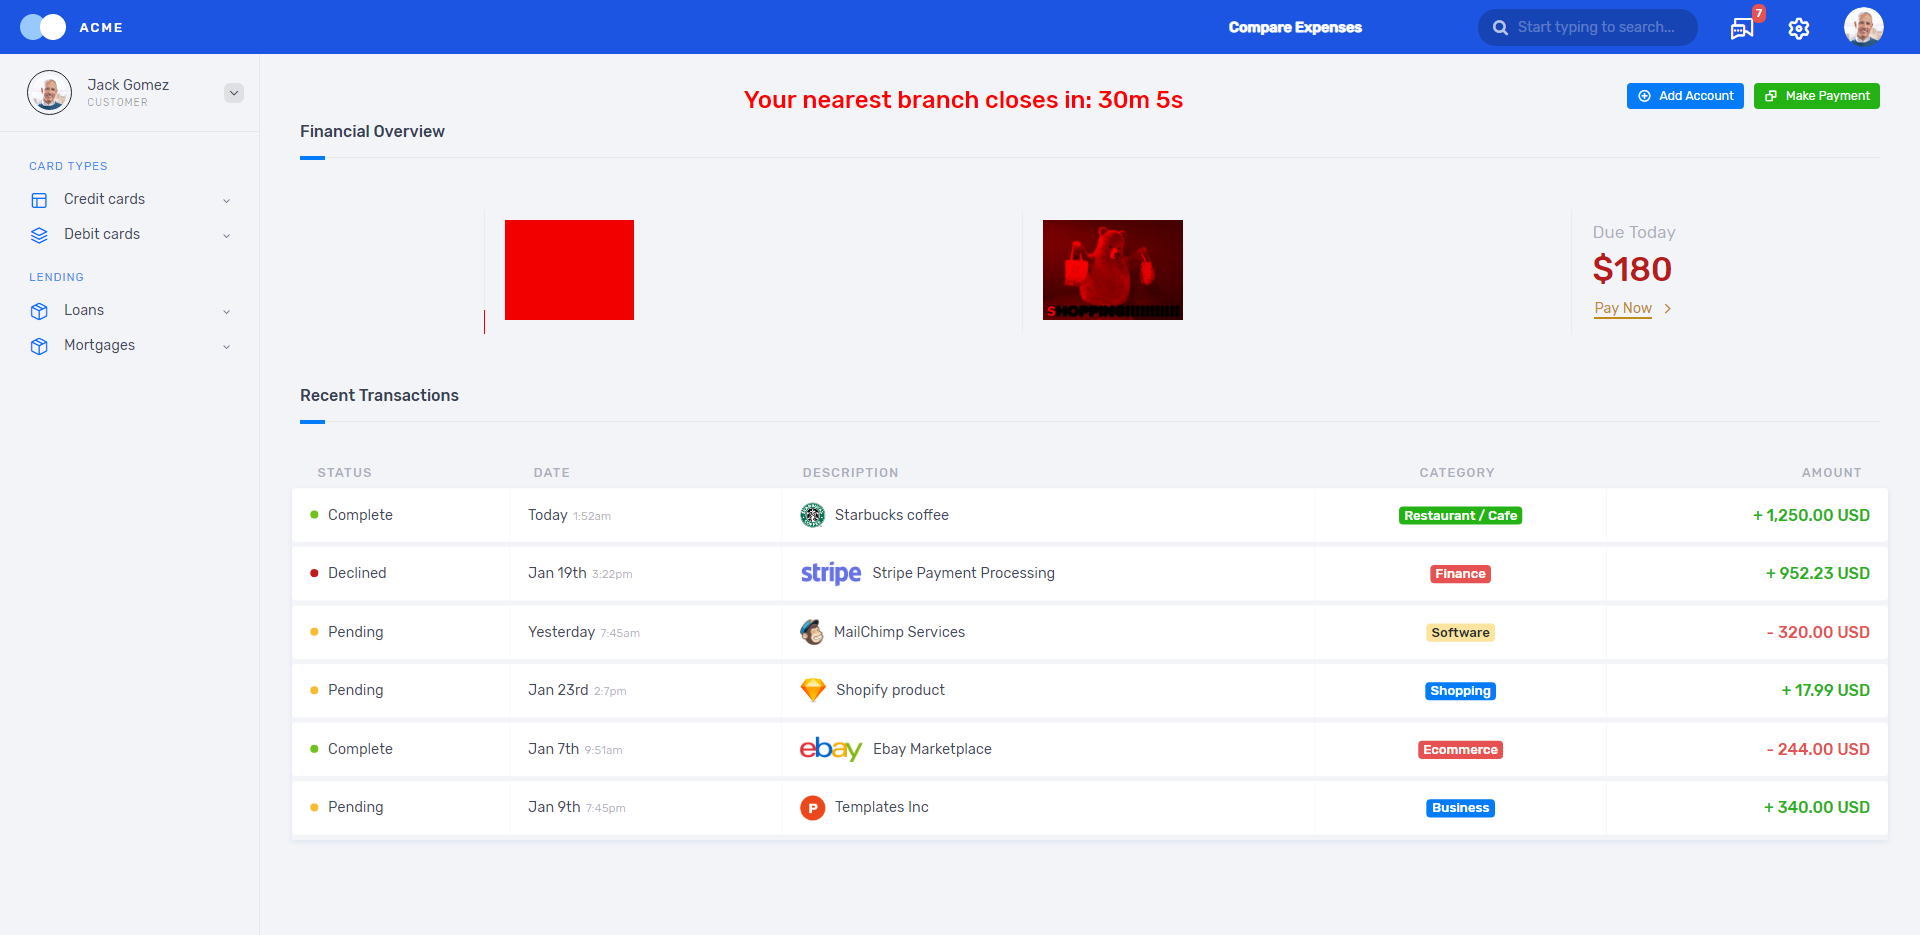 ACME
Compare Expenses
Start typing to search...
7
Jack Gomez
CUSTOMER
Your nearest branch closes in: 30m 5s
Add Account
Make Payment
Financial Overview
CARD TYPES
Credit cards
Debit cards
LENDING
Loans
Mortgages
SHOPPING!!!!!!!!!!!
Due Today
$180
Pay Now
Recent Transactions
STATUS DATE DESCRIPTION CATEGORY AMOUNT
Complete Today 1:52am Starbucks coffee Restaurant / Cafe + 1,250.00 USD
Declined Jan 19th 3:22pm stripe Stripe Payment Processing Finance + 952.23 USD
Pending Yesterday 7:45am MailChimp Services Software - 320.00 USD
Pending Jan 23rd 2:7pm Shopify product Shopping + 17.99 USD
Complete Jan 7th 9:51am ebay Ebay Marketplace Ecommerce - 244.00 USD
Pending Jan 9th 7:45pm P Templates Inc Business + 340.00 USD